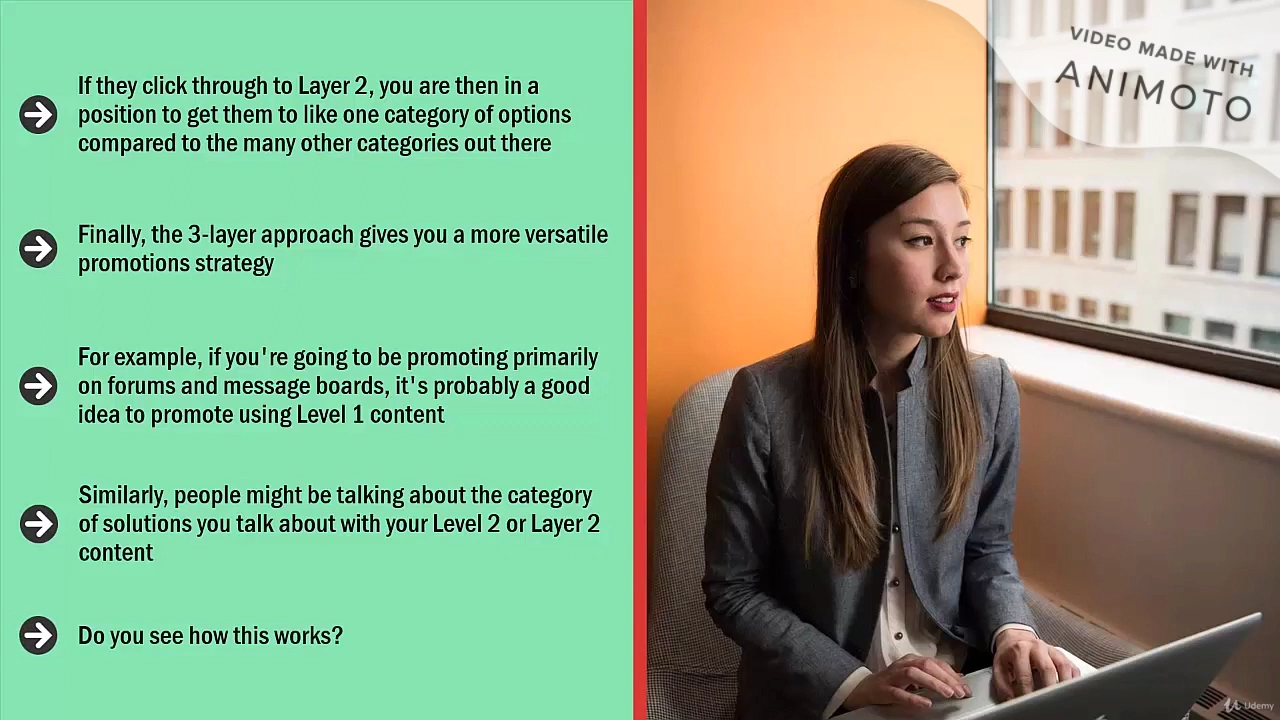 If they click through to Layer 2, you are then in a
position to get them to like one category of options
compared to the many other categories out there
Finally, the 3-layer approach gives you a more versatile
promotions strategy
For example, if you're going to be promoting primarily
on forums and message boards, it's probably a good
idea to promote using Level 1 content
Similarly, people might be talking about the category
of solutions you talk about with your Level 2 or Layer 2
content
Do you see how this works?
VIDEO MADE WITH
ANIMOTO
Udemy